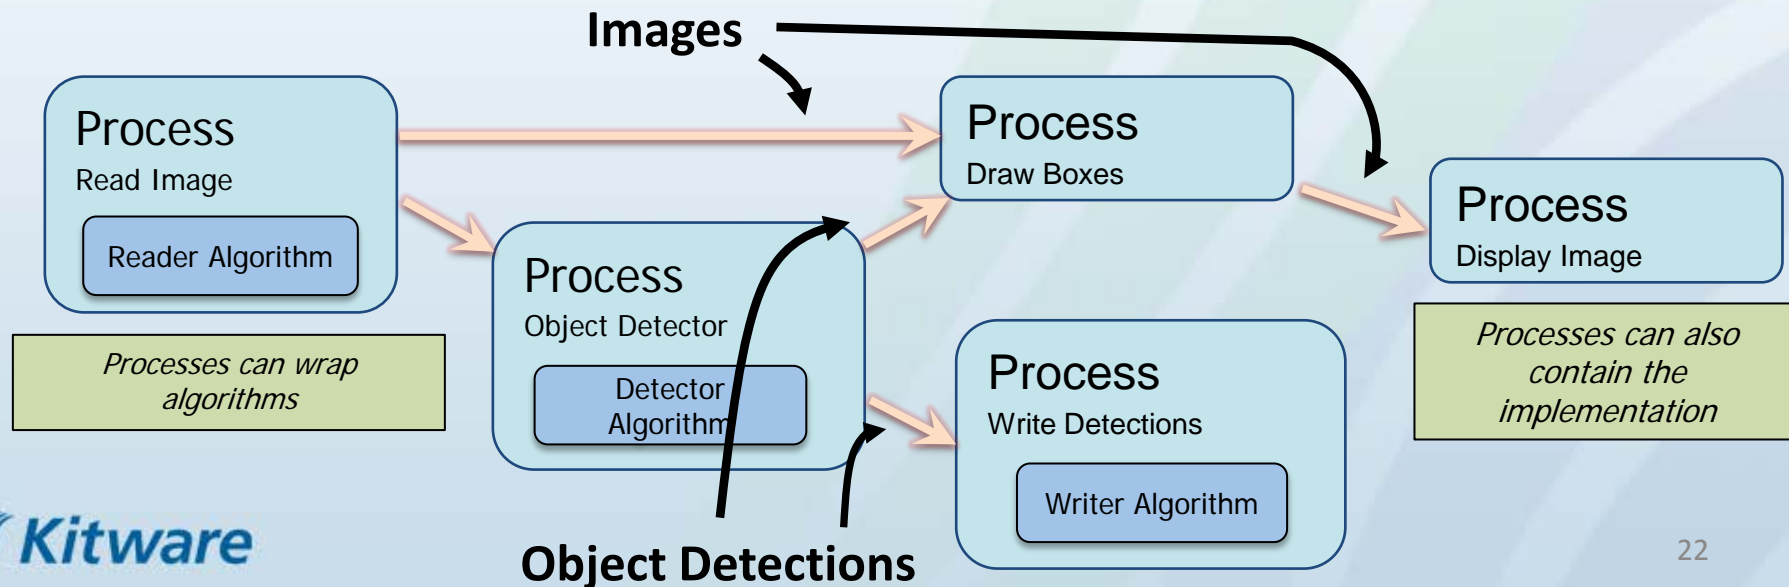 Images
Process
Read Image
Reader Algorithm
Processes can wrap
algorithms
Process
Object Detector
Detector
Algorithm
Process
Draw Boxes
Process
Write Detections
Writer Algorithm
Process
Display Image
Processes can also
contain the
implementation
Object Detections
Kitware
22